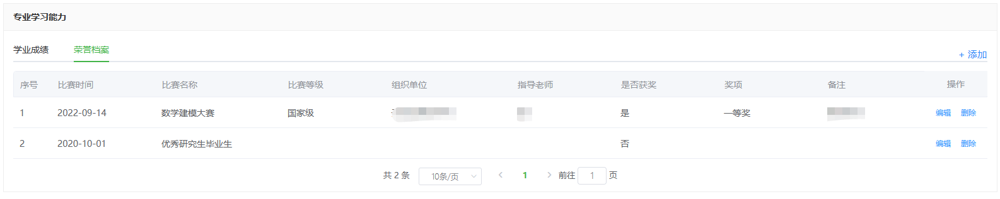 专业学习能力
学业成绩 荣誉档案
+ 添加
序号 比赛时间 比赛名称 比赛等级 组织单位 指导老师 是否获奖 奖项 备注 操作
1 2022-09-14 数学建模大赛 国家级 是 一等奖 编辑 删除
2 2020-10-01 优秀研究生毕业生 否 编辑 删除
共 2 条 10条/页 1 前往 1 页